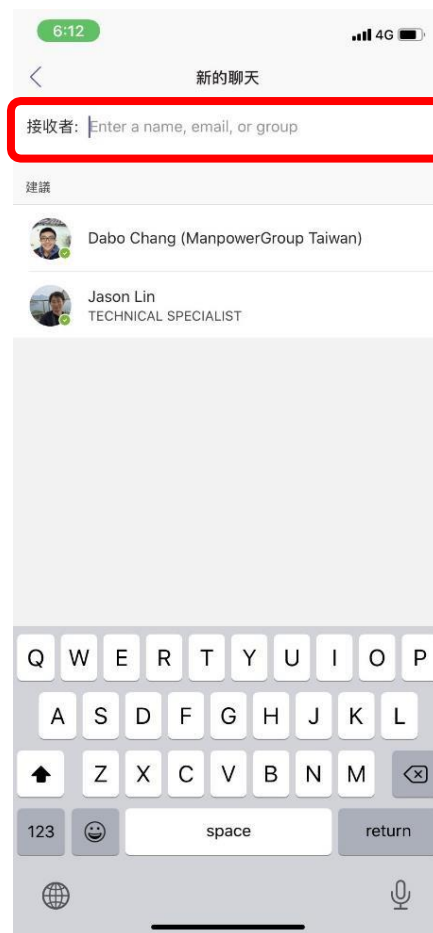 6:12
4G
新的聊天
接收者: Enter a name, email, or group
建議
Dabo Chang (ManpowerGroup Taiwan)
Jason Lin
TECHNICAL SPECIALIST
Q W E R T Y U I O P
A S D F G H J K L
Z X C V B N M
123 space return